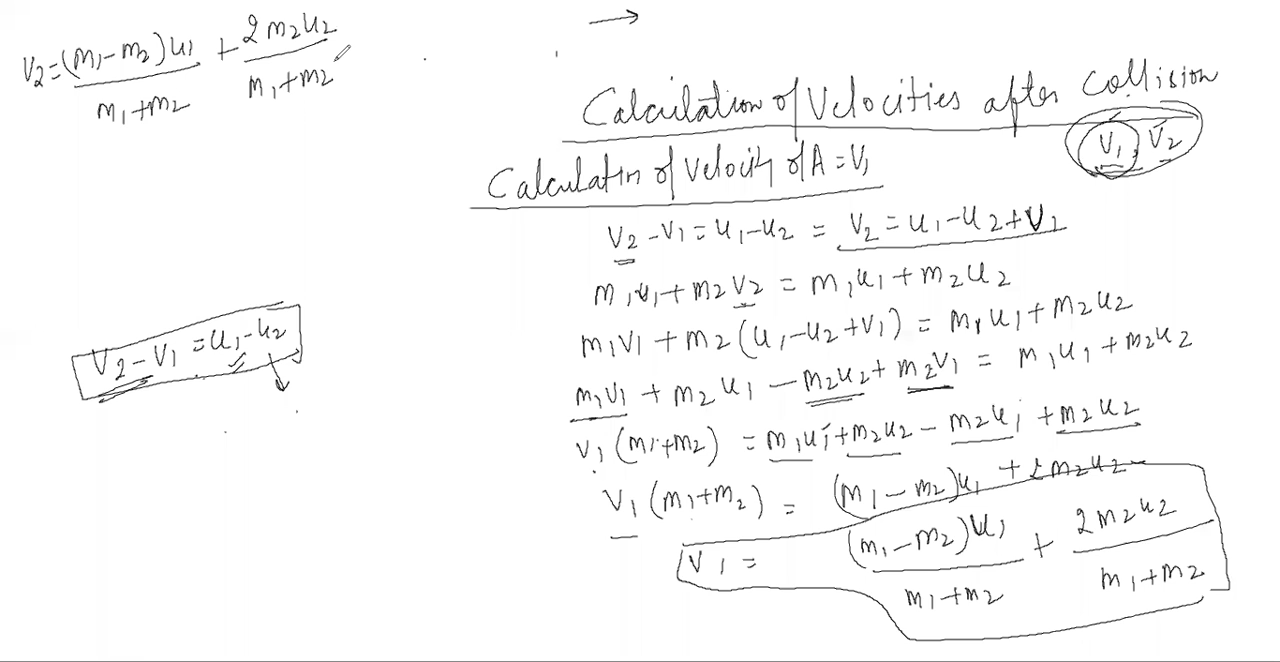 V2=(m1-m2)u1/m1+m2 + 2m2u2/m1+m2
Calculation of Velocities after Collision
V1, V2
Calculatin of Velocity of A = V1
V2-V1=u1-u2 = V2=u1-u2+V1
m1v1+m2V2 = m1u1+m2u2
m1V1+m2(u1-u2+V1) = m1u1+m2u2
m1v1+m2u1-m2u2+m2V1 = m1u1+m2u2
V1(m1+m2) = m1u1+m2u2-m2u1+m2u2
V1(m1+m2) = (m1-m2)u1+2m2u2
V1 = (m1-m2)u1/m1+m2 + 2m2u2/m1+m2
V2-V1=u1-u2